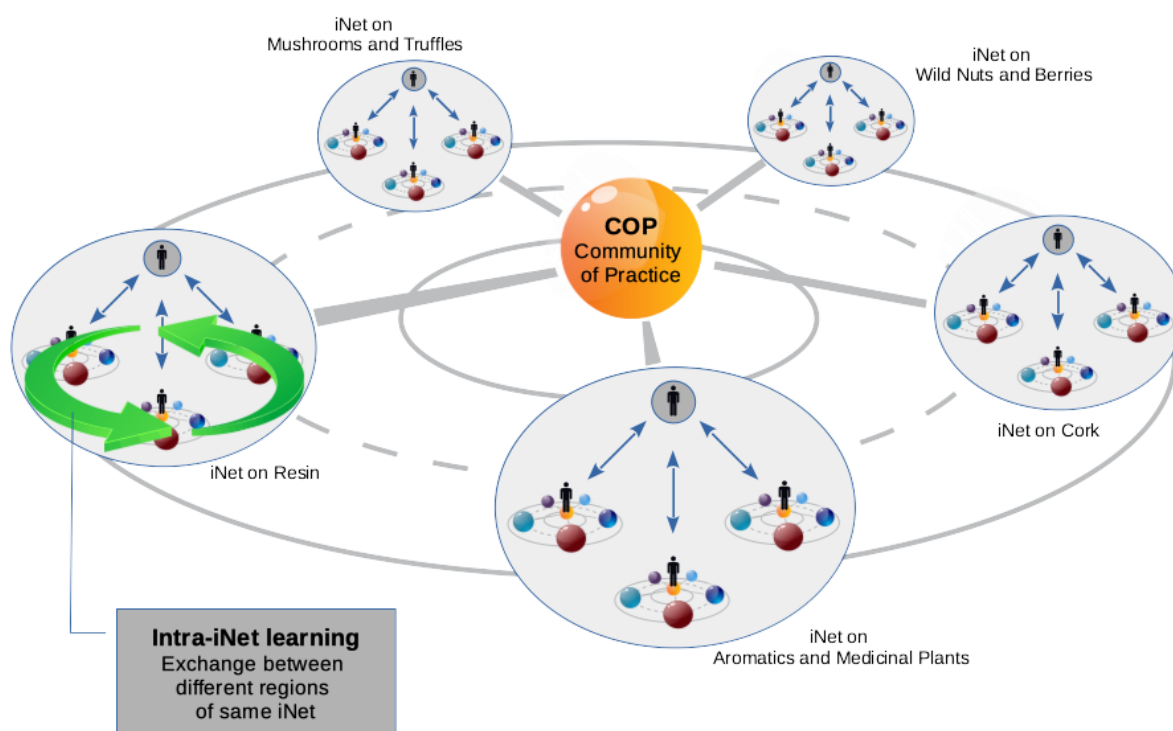 iNet on
Mushrooms and Truffles
iNet on
Wild Nuts and Berries
COP
Community
of Practice
iNet on Cork
iNet on Resin
iNet on
Aromatics and Medicinal Plants
Intra-iNet learning
Exchange between
different regions
of same iNet